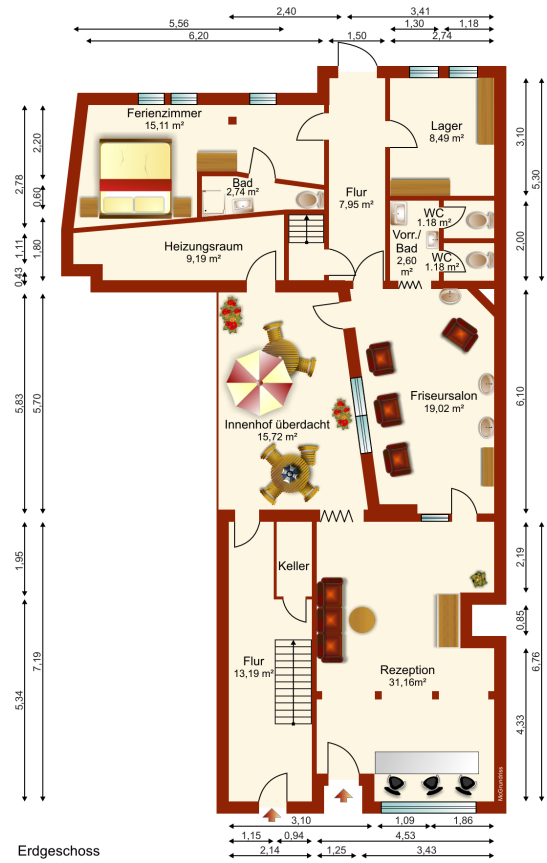 2,40
3,41
5,56
1,30
1,18
6,20
1,50
2,74
Ferienzimmer
15,11 m²
Lager
8,49 m²
Bad
2,74 m²
Flur
7,95 m²
WC
1.18 m²
Vorr./
Bad
2,60
m²
WC
1.18 m²
Heizungsraum
9,19 m²
2,20
2,78
0,60
1,80
1,11
0,43
5,83
5,70
1,95
7,19
5,34
3,10
5,30
2,00
6,10
2,19
0,85
6,76
4,33
Friseursalon
19,02 m²
Innenhof überdacht
15,72 m²
Keller
Flur
13,19 m²
Rezeption
31,16m²
McGrundriss
3,10
1,09
1,86
1,15
0,94
4,53
2,14
1,25
3,43
Erdgeschoss